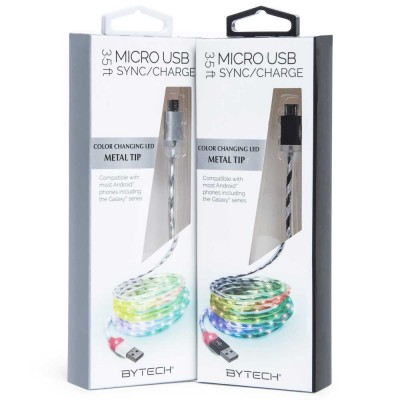 3.5 ft
MICRO USB
SYNC/CHARGE
COLOR CHANGING LED
METAL TIP
Compatible with
most Android®
phones including
the Galaxy® series.
BYTECH®
3.5 ft
MICRO USB
SYNC/CHARGE
COLOR CHANGING LED
METAL TIP
Compatible with
most Android®
phones including
the Galaxy® series.
BYTECH®